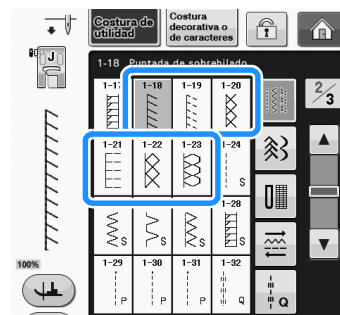 Costura de utilidad
Costura decorativa o de caracteres
J
1-18 Puntada de sobrehilado
2/3
1-17 1-18 1-19 1-20
1-21 1-22 1-23 1-24
S
1-28
S S S S
1-29 1-30 1-31 1-32
P P P Q
Q
100%